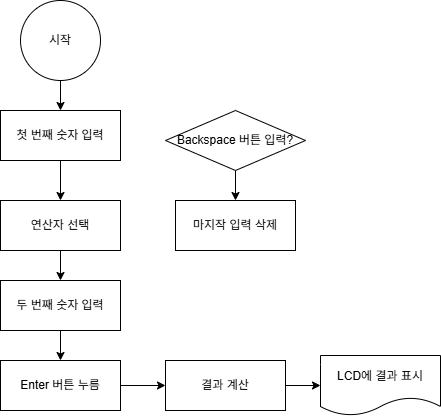 시작
첫 번째 숫자 입력
Backspace 버튼 입력?
연산자 선택
마지작 입력 삭제
두 번째 숫자 입력
Enter 버튼 누름
결과 계산
LCD에 결과 표시